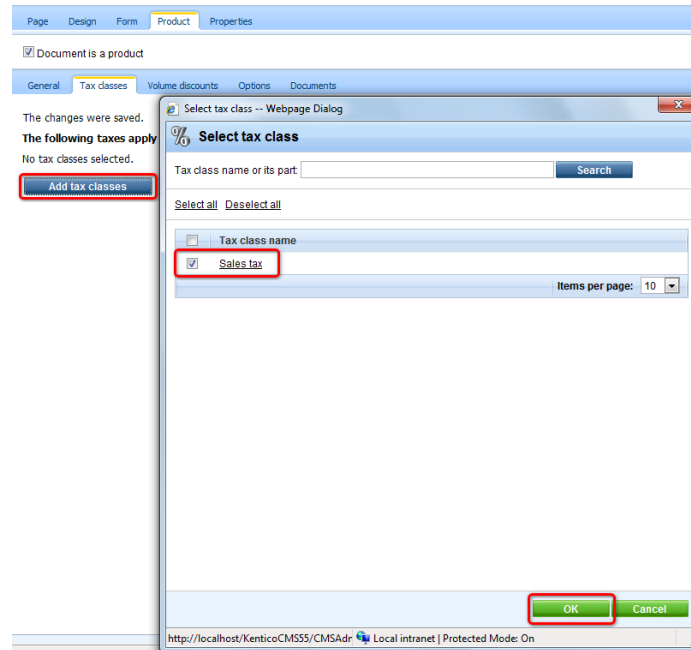 Page Design Form Product Properties
Document is a product
General Tax classes Volume discounts Options Documents
The changes were saved.
The following taxes apply
No tax classes selected.
Add tax classes
Select tax class -- Webpage Dialog
Select tax class
Tax class name or its part: Search
Select all Deselect all
Tax class name
Sales tax
Items per page: 10
OK Cancel
http://localhost/KenticoCMS55/CMSAdr Local intranet | Protected Mode: On